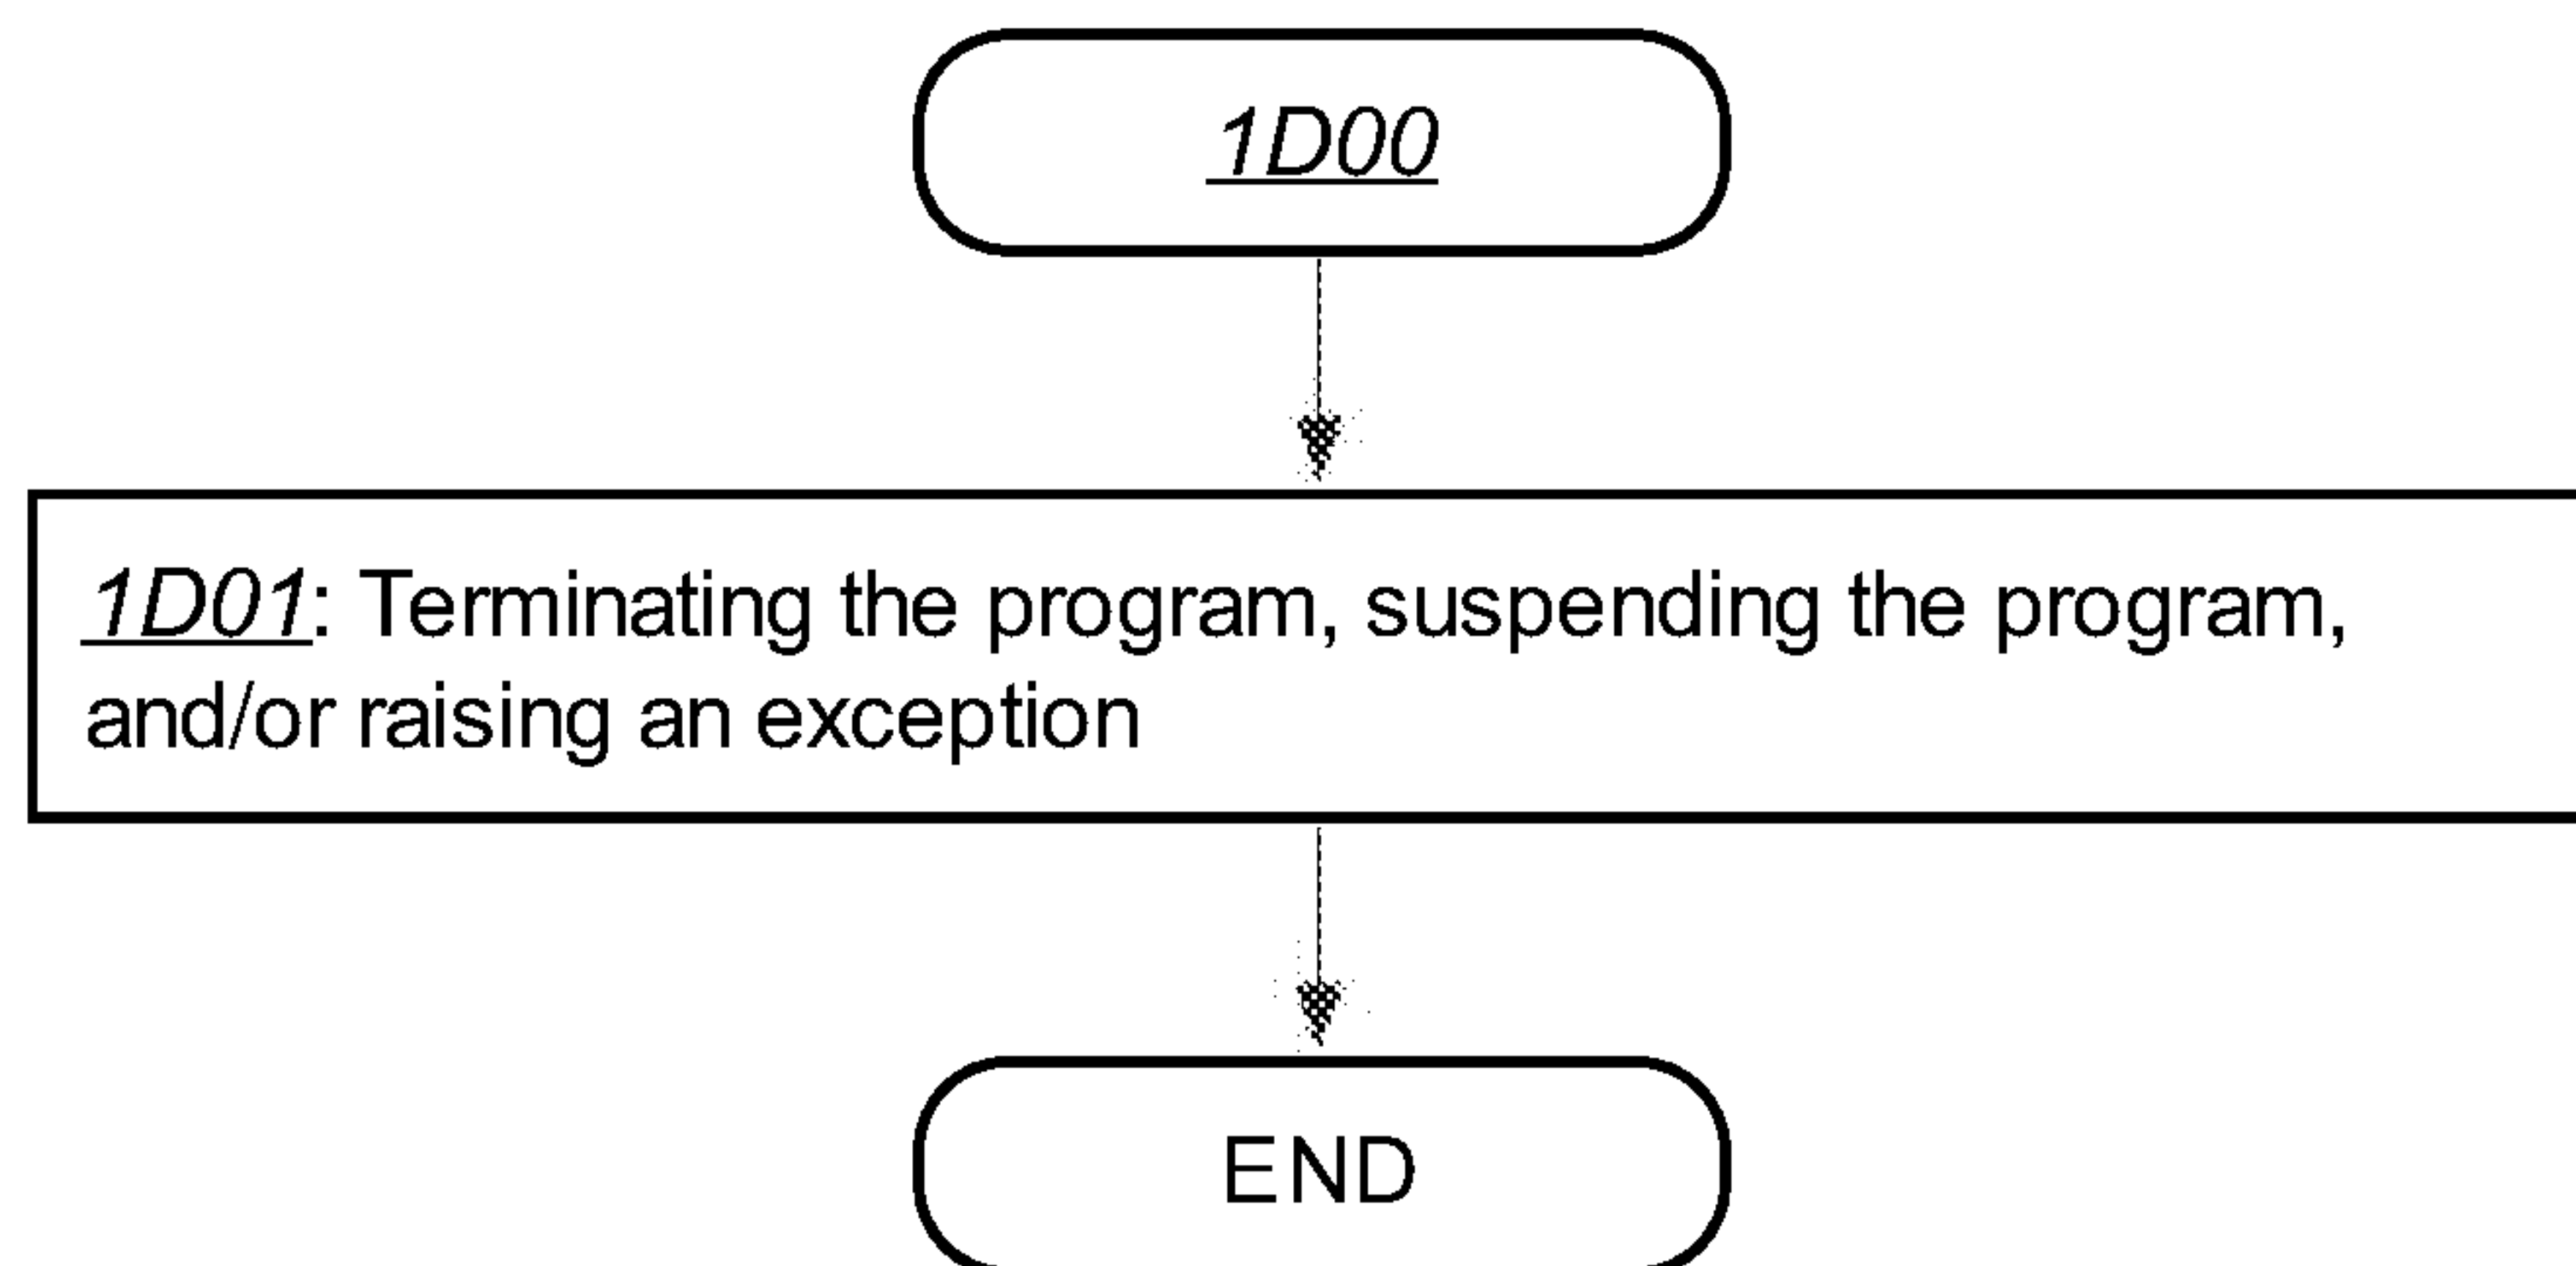 1D00
1D01: Terminating the program, suspending the program,
and/or raising an exception
END